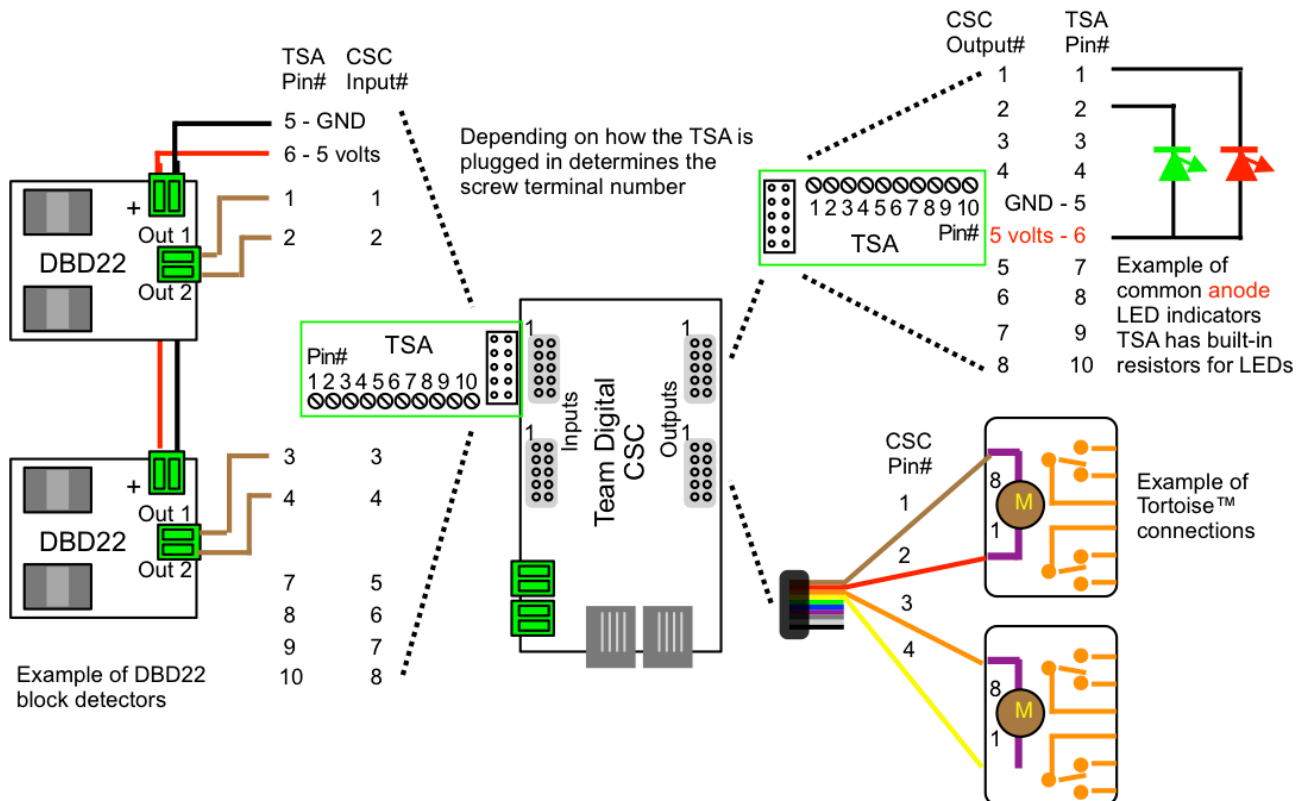 TSA CSC
Pin# Input#
5 - GND
6 - 5 volts
1 1
2 2
+
Out 1
DBD22
Out 2
3 3
4 4
+
Out 1
DBD22
Out 2
7 5
8 6
9 7
10 8
Example of DBD22
block detectors
Depending on how the TSA is
plugged in determines the
screw terminal number
TSA
Pin#
1 2 3 4 5 6 7 8 9 10
1
1
Inputs
Team Digital
CSC
Outputs
1
1
1 2 3 4 5 6 7 8 9 10
Pin#
TSA
CSC TSA
Output# Pin#
1 1
2 2
3 3
4 4
GND - 5
5 volts - 6
5 7
6 8
7 9
8 10
Example of
common anode
LED indicators
TSA has built-in
resistors for LEDs
CSC
Pin#
1
2
3
4
8
M
1
8
M
1
Example of
Tortoise™
connections